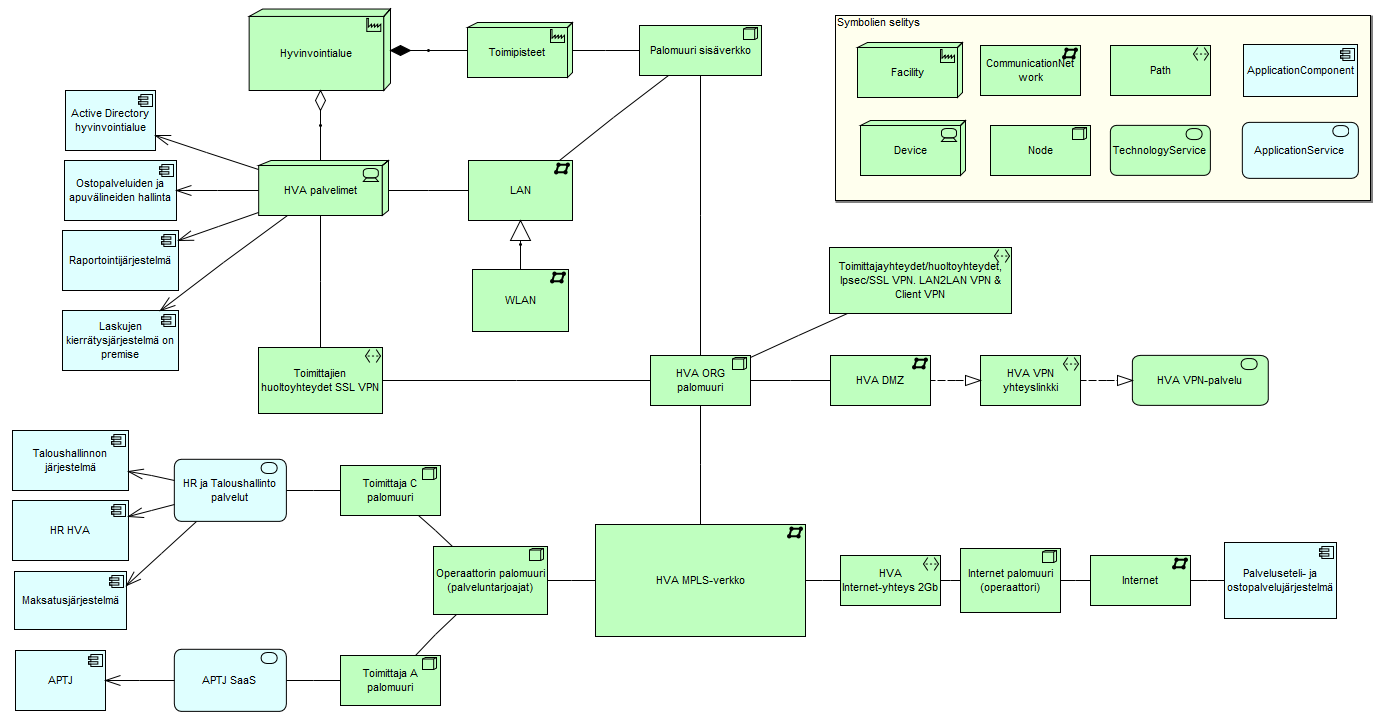 Symbolien selitys
Facility
CommunicationNet
work
Path
ApplicationComponent
Device
Node
TechnologyService
ApplicationService
Hyvinvointialue
Toimipisteet
Palomuuri sisäverkko
Active Directory
hyvinvointialue
Ostopalveluiden ja
apuvälineiden hallinta
HVA palvelimet
LAN
Raportointijärjestelmä
WLAN
Laskujen
kierrätysjärjestelmä on
premise
Toimittajayhteydet/huoltoyhteydet,
Ipsec/SSL VPN. LAN2LAN VPN &
Client VPN
Toimittajien
huoltoyhteydet SSL VPN
HVA ORG
palomuuri
HVA DMZ
HVA VPN
yhteyslinkki
HVA VPN-palvelu
Taloushallinnon
järjestelmä
HR ja Taloushallinto
palvelut
Toimittaja C
palomuuri
HR HVA
Maksatusjärjestelmä
Operaattorin palomuuri
(palveluntarjoajat)
HVA MPLS-verkko
HVA
Internet-yhteys 2Gb
Internet palomuuri
(operaattori)
Internet
Palveluseteli- ja
ostopalvelujärjestelmä
APTJ
APTJ SaaS
Toimittaja A
palomuuri